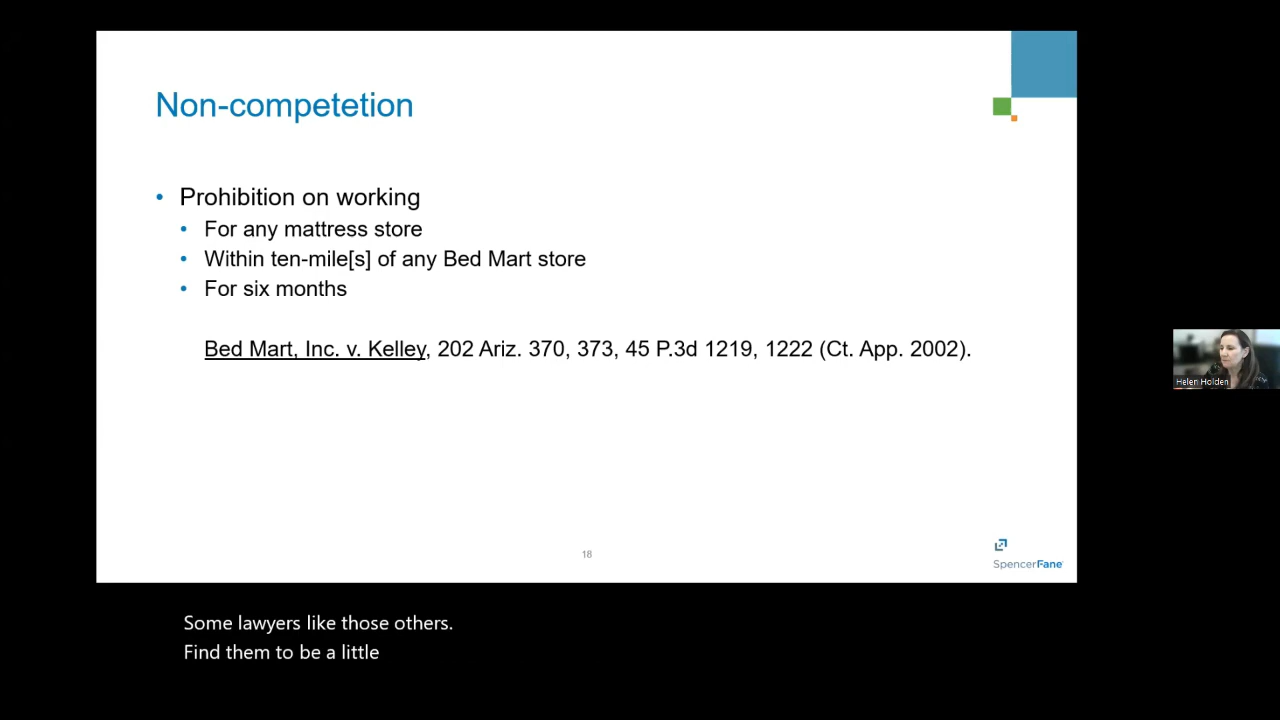 Non-competetion
• Prohibition on working
• For any mattress store
• Within ten-mile[s] of any Bed Mart store
• For six months
Bed Mart, Inc. v. Kelley, 202 Ariz. 370, 373, 45 P.3d 1219, 1222 (Ct. App. 2002).
Helen Holden
18
SpencerFane
Some lawyers like those others.
Find them to be a little